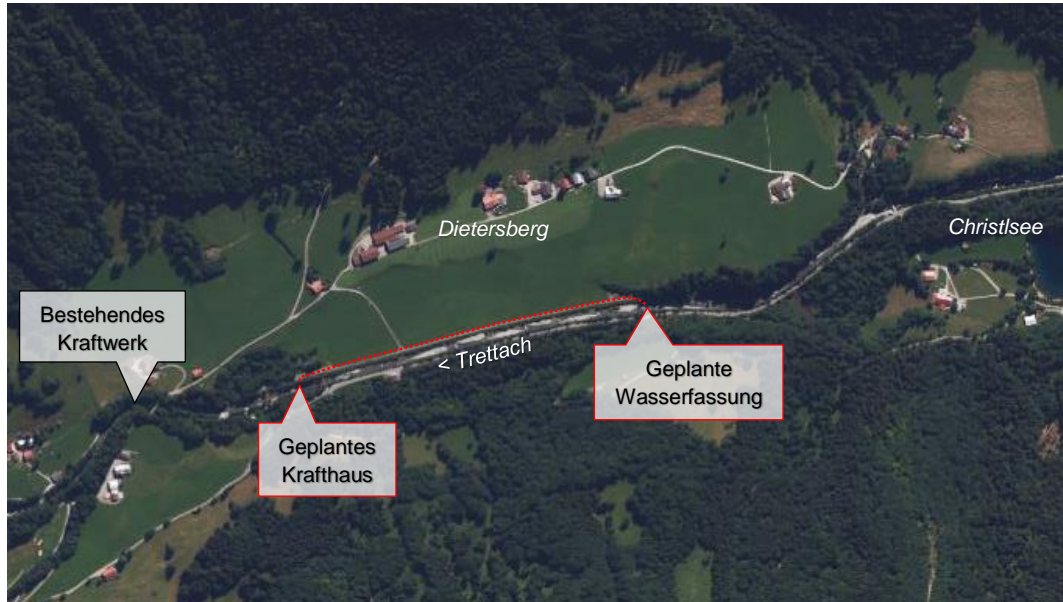 Dietersberg
Christlsee
Bestehendes
Kraftwerk
< Trettach
Geplante
Wasserfassung
Geplantes
Krafthaus